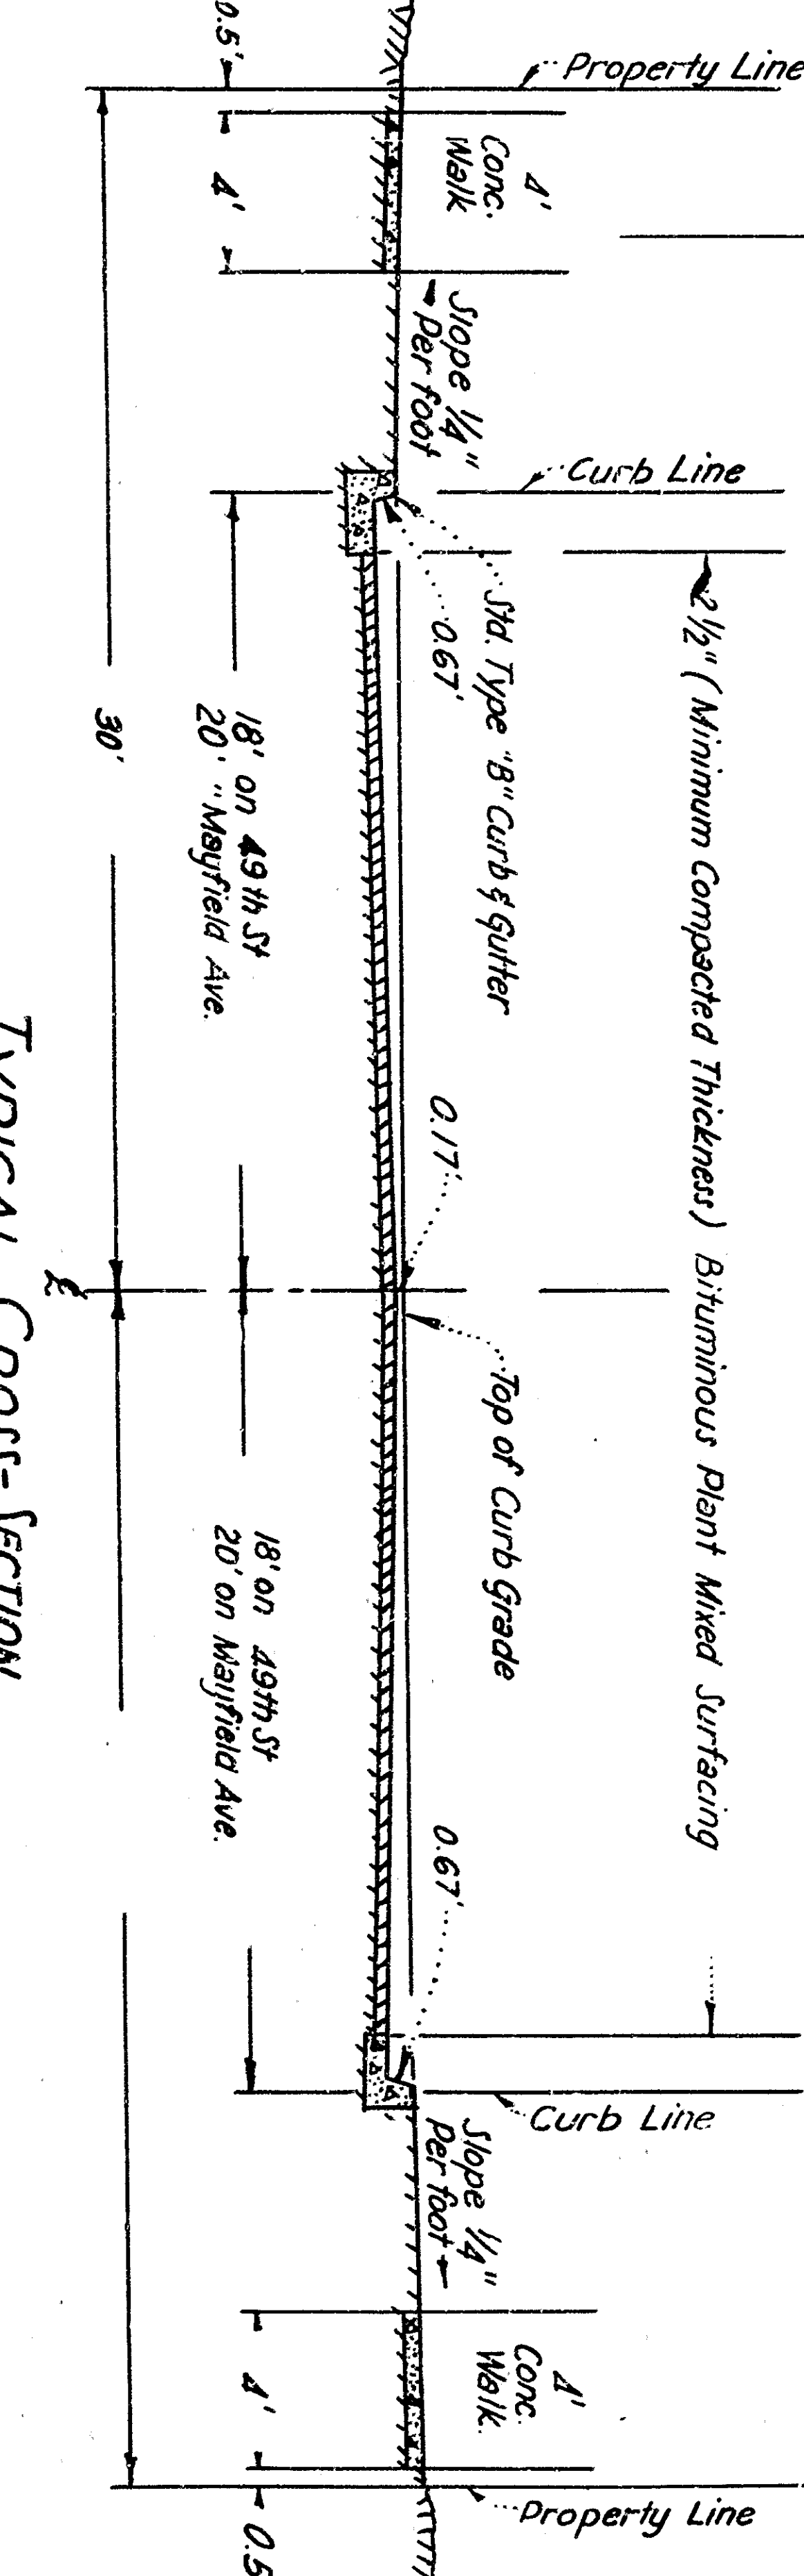 Property Line
4'
Conc.
Walk
0.5'
4'
Slope 1/4"
Per foot
Curb Line
2 1/2" (Minimum Compacted Thickness) Bituminous Plant Mixed Surfacing
Std. Type "B" Curb & Gutter
0.67'
18' on 49th St
20' " Mayfield Ave.
30'
0.17'
℄
Top of Curb Grade
18' on 49th St
20' on Mayfield Ave.
0.67'
Curb Line
Slope 1/4"
Per foot
4'
Conc.
Walk.
4'
Property Line
0.5
TYPICAL CROSS-SECTION